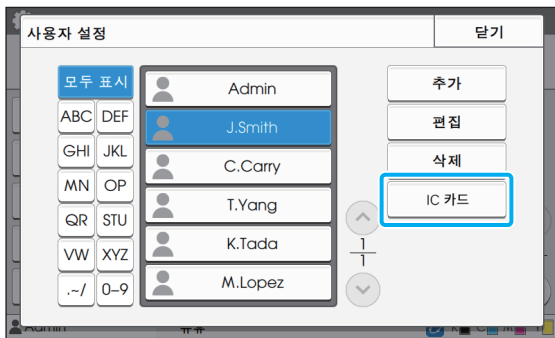 사용자 설정
닫기
모두 표시
ABC DEF
GHI JKL
MN OP
QR STU
VW XYZ
.~/ 0–9
Admin
J.Smith
C.Carry
T.Yang
K.Tada
M.Lopez
1
1
추가
편집
삭제
IC 카드
Admin
K C M Y